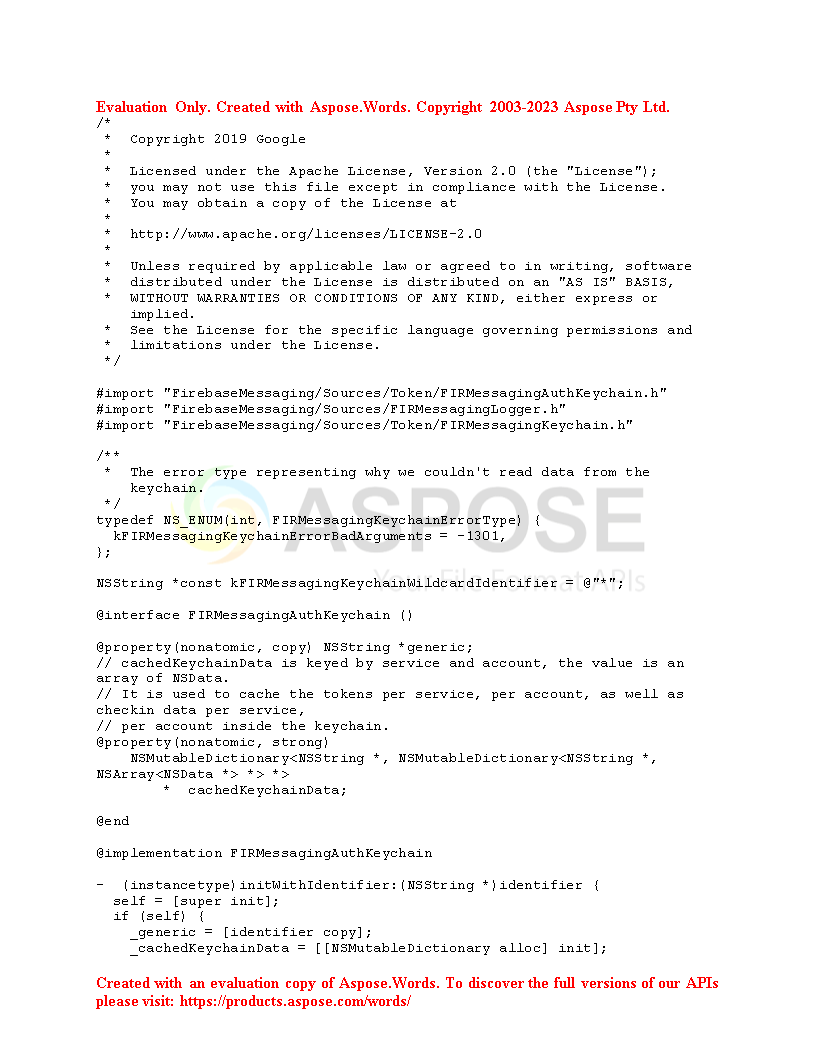 Evaluation Only. Created with Aspose.Words. Copyright 2003-2023 Aspose Pty Ltd.
/*
 *  Copyright 2019 Google
 *
 *  Licensed under the Apache License, Version 2.0 (the "License");
 *  you may not use this file except in compliance with the License.
 *  You may obtain a copy of the License at
 *
 *  http://www.apache.org/licenses/LICENSE-2.0
 *
 *  Unless required by applicable law or agreed to in writing, software
 *  distributed under the License is distributed on an "AS IS" BASIS,
 *  WITHOUT WARRANTIES OR CONDITIONS OF ANY KIND, either express or
    implied.
 *  See the License for the specific language governing permissions and
 *  limitations under the License.
 */

#import "FirebaseMessaging/Sources/Token/FIRMessagingAuthKeychain.h"
#import "FirebaseMessaging/Sources/FIRMessagingLogger.h"
#import "FirebaseMessaging/Sources/Token/FIRMessagingKeychain.h"

/**
 *  The error type representing why we couldn't read data from the
    keychain.
 */
ASPOSE
typedef NS_ENUM(int, FIRMessagingKeychainErrorType) {
  kFIRMessagingKeychainErrorBadArguments = -1301,
};

Your File Format APIs
NSString *const kFIRMessagingKeychainWildcardIdentifier = @"*";

@interface FIRMessagingAuthKeychain ()

@property(nonatomic, copy) NSString *generic;
// cachedKeychainData is keyed by service and account, the value is an
array of NSData.
// It is used to cache the tokens per service, per account, as well as
checkin data per service,
// per account inside the keychain.
@property(nonatomic, strong)
    NSMutableDictionary<NSString *, NSMutableDictionary<NSString *,
NSArray<NSData *> *> *>
        *  cachedKeychainData;

@end

@implementation FIRMessagingAuthKeychain

-  (instancetype)initWithIdentifier:(NSString *)identifier {
  self = [super init];
  if (self) {
    _generic = [identifier copy];
    _cachedKeychainData = [[NSMutableDictionary alloc] init];

Created with an evaluation copy of Aspose.Words. To discover the full versions of our APIs
please visit: https://products.aspose.com/words/